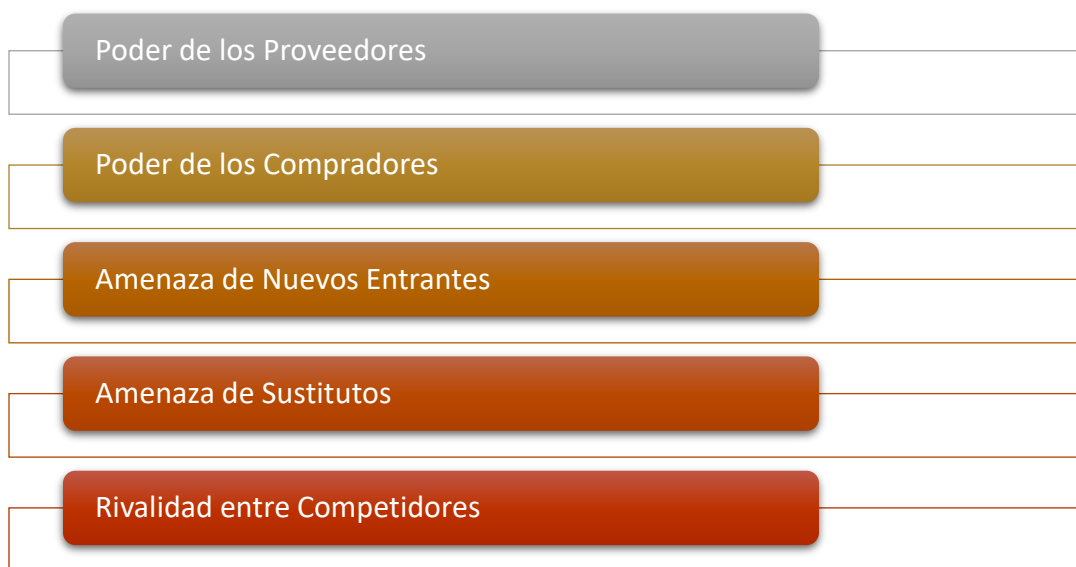 Poder de los Proveedores
Poder de los Compradores
Amenaza de Nuevos Entrantes
Amenaza de Sustitutos
Rivalidad entre Competidores